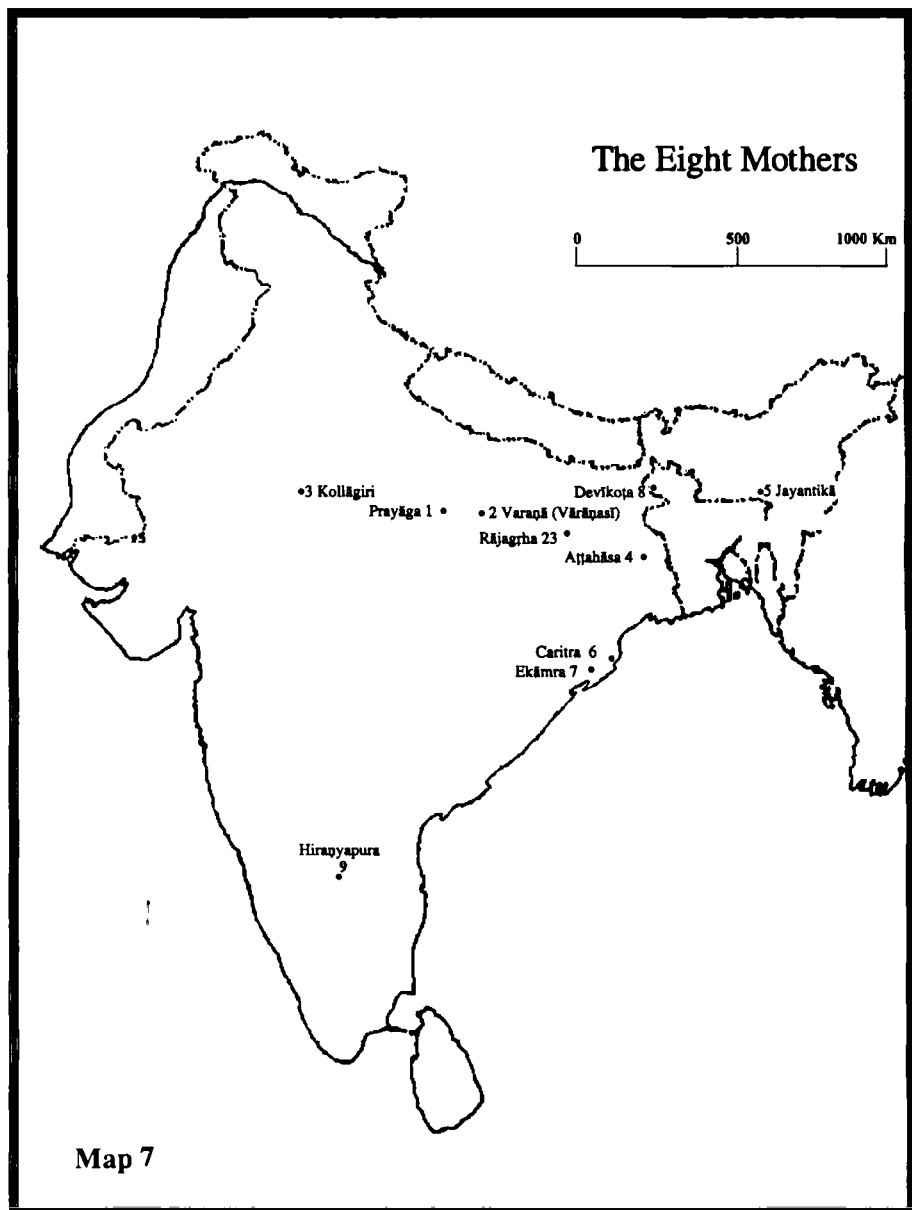 The Eight Mothers
0 500 1000 Km
3 Kollāgiri
Devīkoṭa 8
5 Jayantikā
Prayāga 1
2 Varaṇā (Vārāṇasī)
Rājagṛha 23
Aṭṭahāsa 4
Caritra 6
Ekāmra 7
Hiraṇyapura
9
Map 7